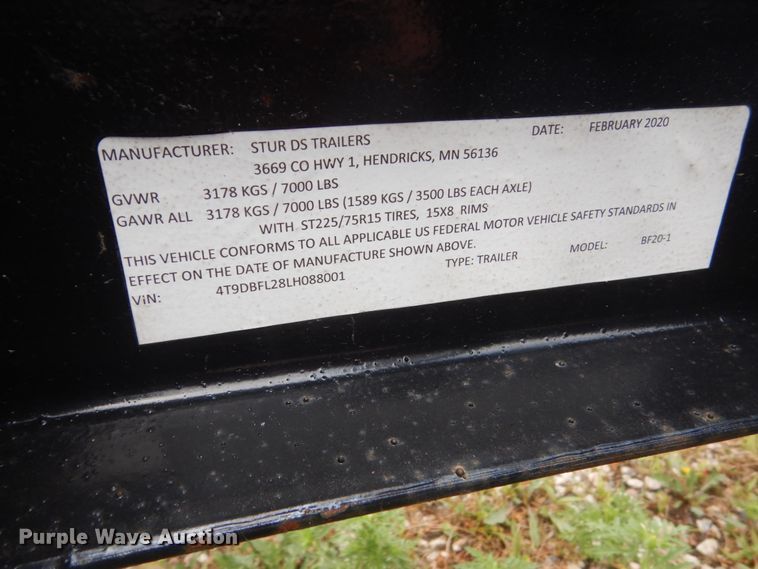 MANUFACTURER: STUR DS TRAILERS DATE: FEBRUARY 2020
3669 CO HWY 1, HENDRICKS, MN 56136
GVWR 3178 KGS / 7000 LBS
GAWR ALL 3178 KGS / 7000 LBS (1589 KGS / 3500 LBS EACH AXLE)
WITH ST225/75R15 TIRES, 15X8 RIMS
THIS VEHICLE CONFORMS TO ALL APPLICABLE US FEDERAL MOTOR VEHICLE SAFETY STANDARDS IN
EFFECT ON THE DATE OF MANUFACTURE SHOWN ABOVE.
ViN: 4T9DBFL28LH088001 TYPE: TRAILER MODEL: BF20-1
Purple Wave Auction